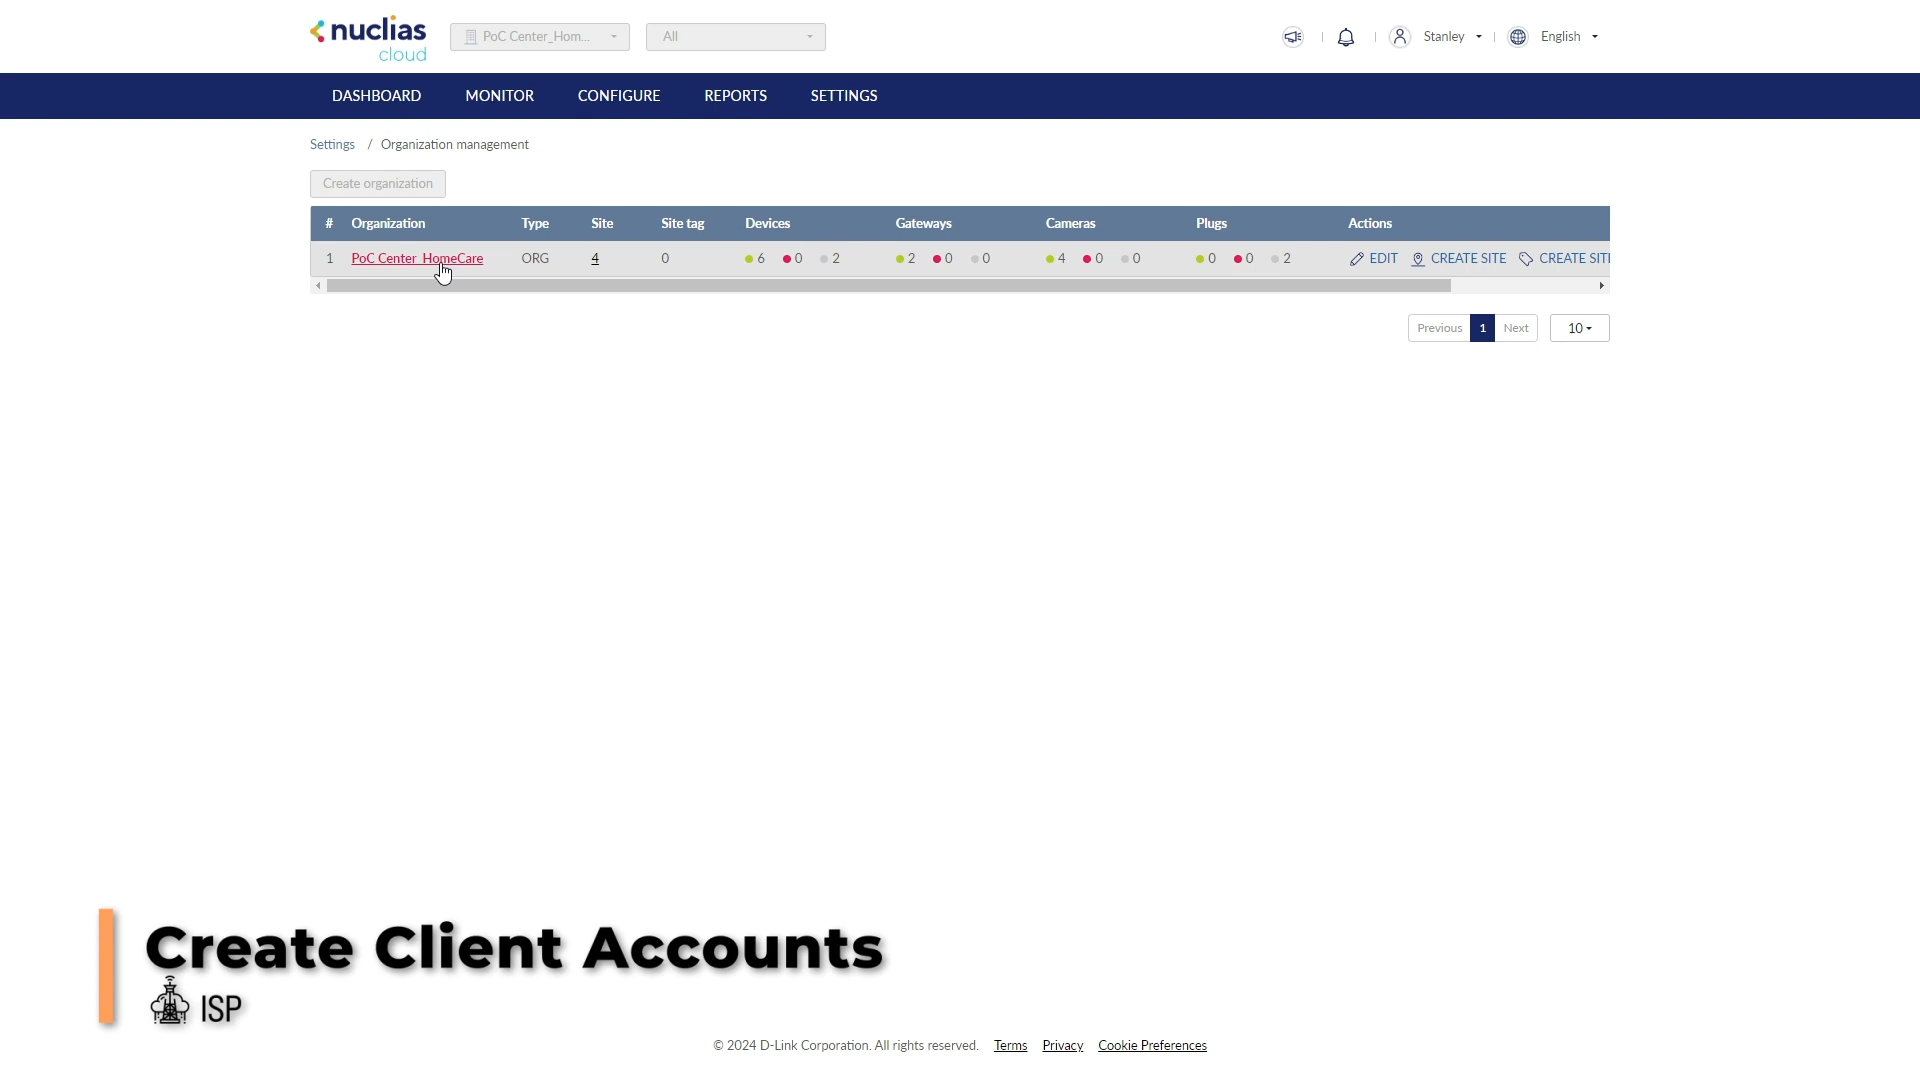 nuclias
cloud
PoC Center_Hom...
All
Stanley
English
DASHBOARD
MONITOR
CONFIGURE
REPORTS
SETTINGS
Settings / Organization management
Create organization
# Organization Type Site Site tag Devices Gateways Cameras Plugs Actions
1 PoC Center_HomeCare ORG 4 0 6 0 2 2 0 0 4 0 0 0 0 2 EDIT CREATE SITE CREATE SITE
Previous 1 Next 10
Create Client Accounts
ISP
© 2024 D-Link Corporation. All rights reserved. Terms Privacy Cookie Preferences